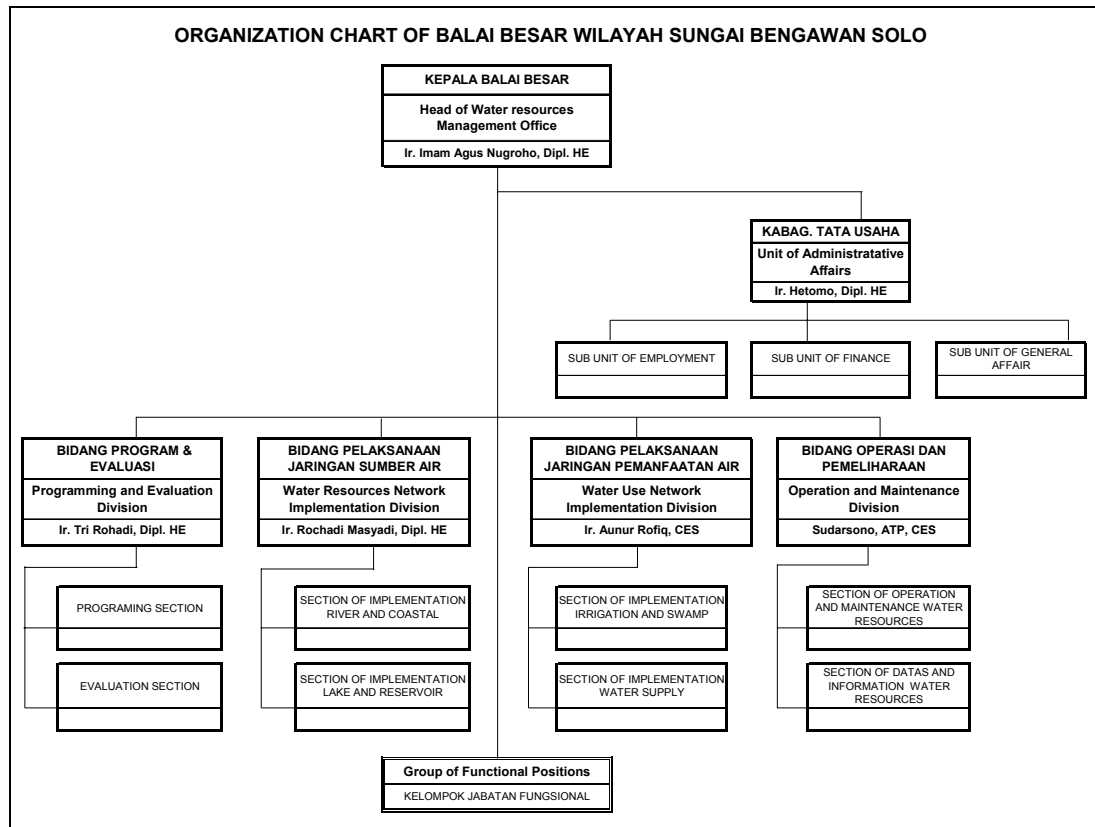 ORGANIZATION CHART OF BALAI BESAR WILAYAH SUNGAI BENGAWAN SOLO
KEPALA BALAI BESAR
Head of Water resources
Management Office
Ir. Imam Agus Nugroho, Dipl. HE
KABAG. TATA USAHA
Unit of Administratative
Affairs
Ir. Hetomo, Dipl. HE
SUB UNIT OF EMPLOYMENT
SUB UNIT OF FINANCE
SUB UNIT OF GENERAL
AFFAIR
BIDANG PROGRAM &
EVALUASI
Programming and Evaluation
Division
Ir. Tri Rohadi, Dipl. HE
BIDANG PELAKSANAAN
JARINGAN SUMBER AIR
Water Resources Network
Implementation Division
Ir. Rochadi Masyadi, Dipl. HE
BIDANG PELAKSANAAN
JARINGAN PEMANFAATAN AIR
Water Use Network
Implementation Division
Ir. Aunur Rofiq, CES
BIDANG OPERASI DAN
PEMELIHARAAN
Operation and Maintenance
Division
Sudarsono, ATP, CES
PROGRAMING SECTION
SECTION OF IMPLEMENTATION
RIVER AND COASTAL
SECTION OF IMPLEMENTATION
IRRIGATION AND SWAMP
SECTION OF OPERATION
AND MAINTENANCE WATER
RESOURCES
EVALUATION SECTION
SECTION OF IMPLEMENTATION
LAKE AND RESERVOIR
SECTION OF IMPLEMENTATION
WATER SUPPLY
SECTION OF DATAS AND
INFORMATION WATER
RESOURCES
Group of Functional Positions
KELOMPOK JABATAN FUNGSIONAL